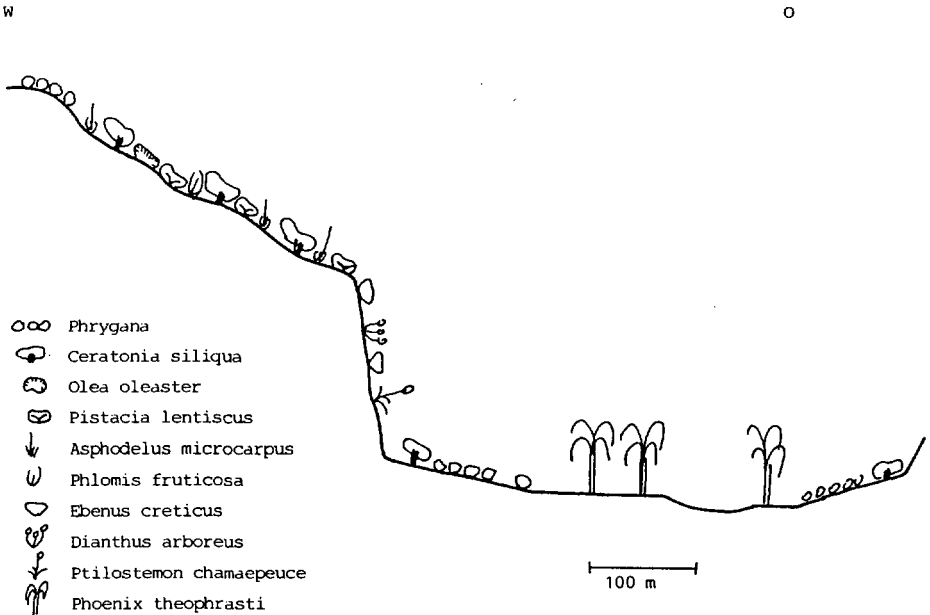 W O
Phrygana
Ceratonia siliqua
Olea oleaster
Pistacia lentiscus
Asphodelus microcarpus
Phlomis fruticosa
Ebenus creticus
Dianthus arboreus
Ptilostemon chamaepeuce
Phoenix theophrasti
100 m